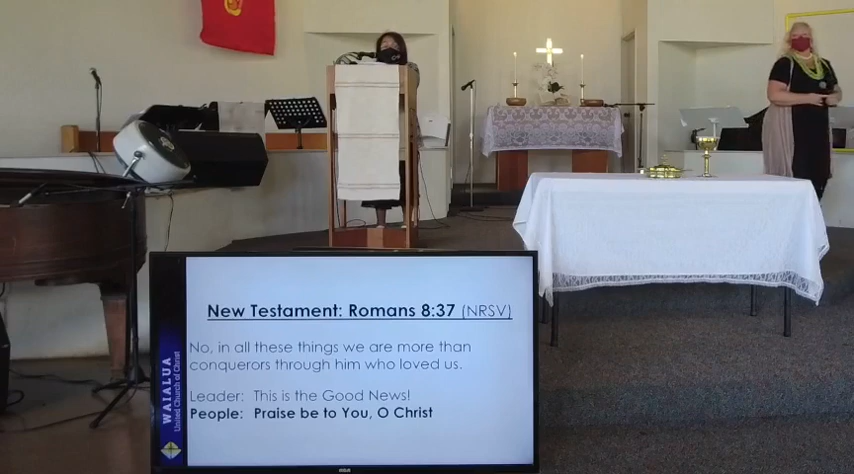 New Testament: Romans 8:37 (NRSV)
No, in all these things we are more than
conquerors through him who loved us.
Leader: This is the Good News!
People: Praise be to You, O Christ
WAIALUA
United Church of Christ
RCA